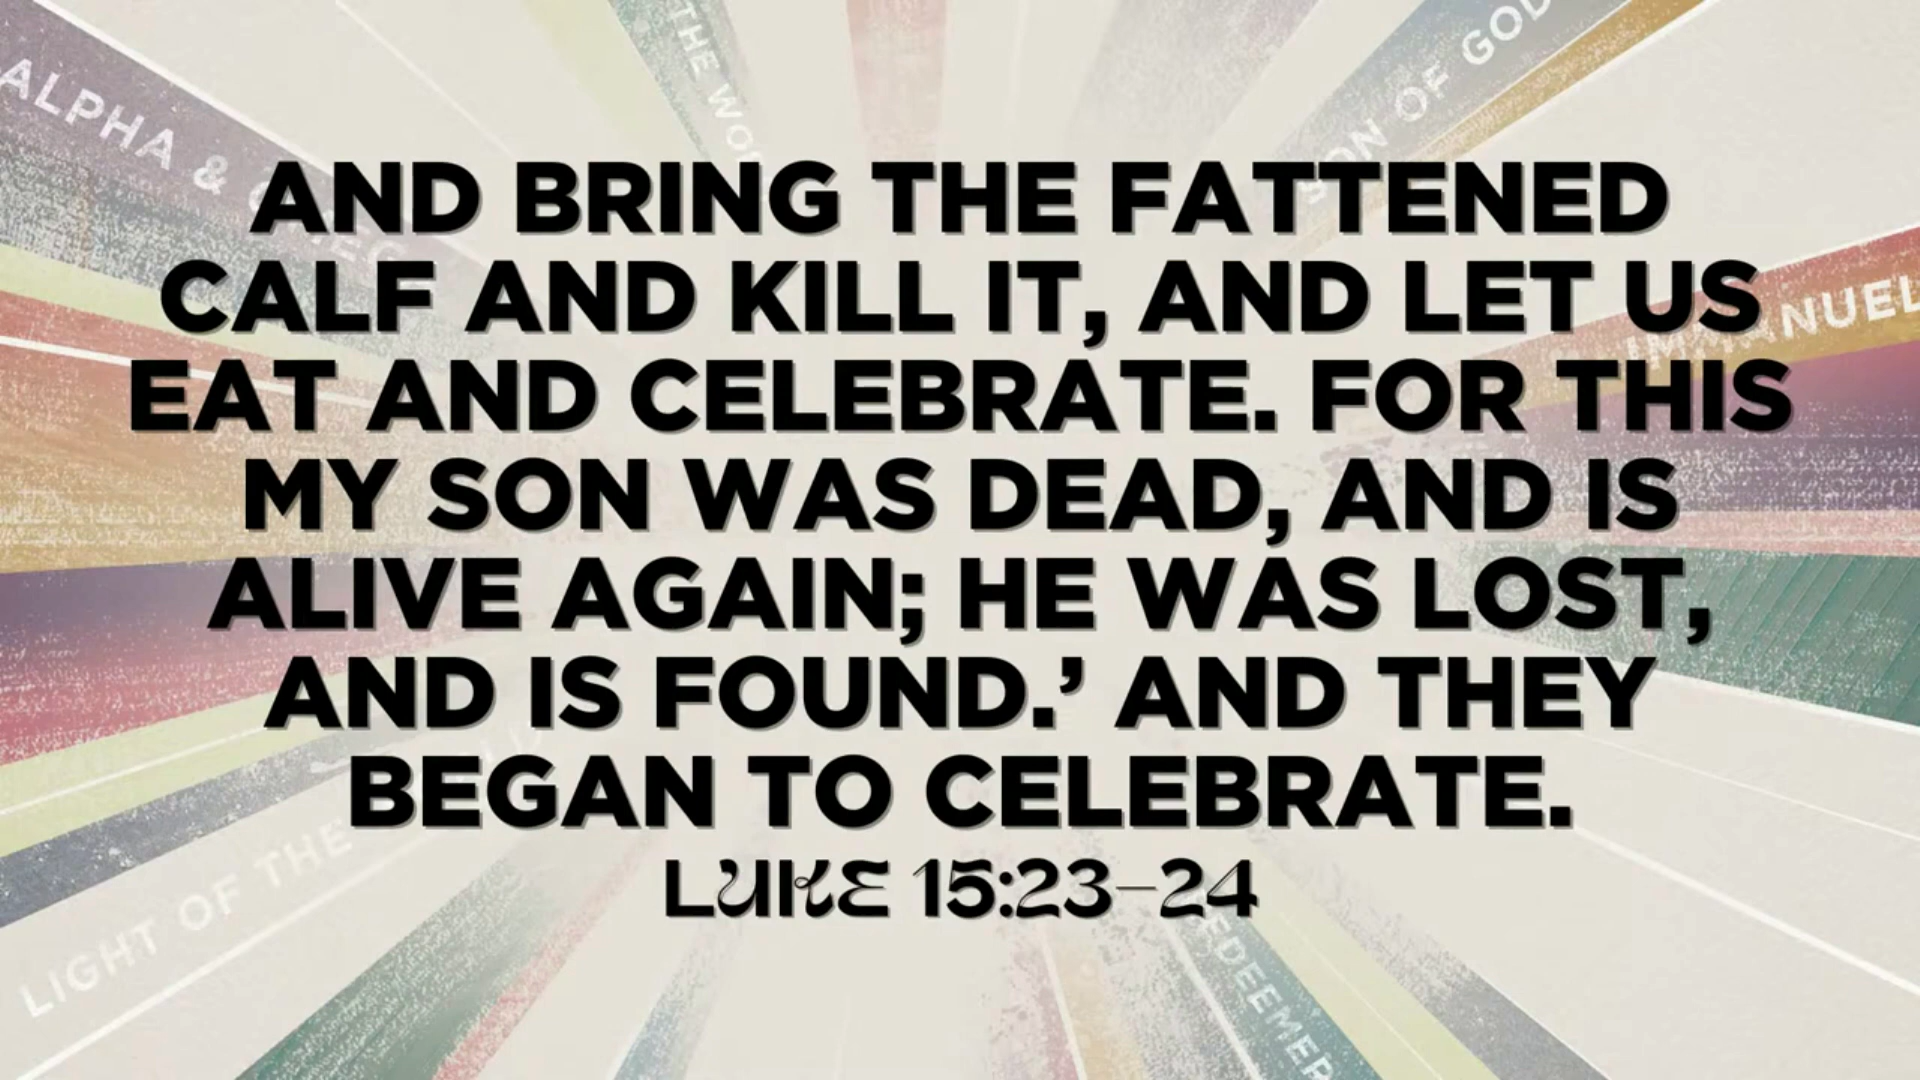 ALPHA &
THE
SON OF GOD
AND BRING THE FATTENED
CALF AND KILL IT, AND LET US
IMMANUEL
EAT AND CELEBRATE. FOR THIS
MY SON WAS DEAD, AND IS
ALIVE AGAIN; HE WAS LOST,
AND IS FOUND.’ AND THEY
BEGAN TO CELEBRATE.
LIGHT OF THE
LUKE 15:23–24
REDEEMER